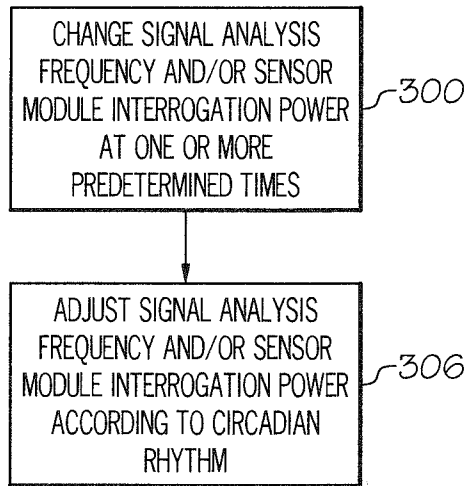 CHANGE SIGNAL ANALYSIS
FREQUENCY AND/OR SENSOR
MODULE INTERROGATION POWER
AT ONE OR MORE
PREDETERMINED TIMES
300
ADJUST SIGNAL ANALYSIS
FREQUENCY AND/OR SENSOR
MODULE INTERROGATION POWER
ACCORDING TO CIRCADIAN
RHYTHM
306